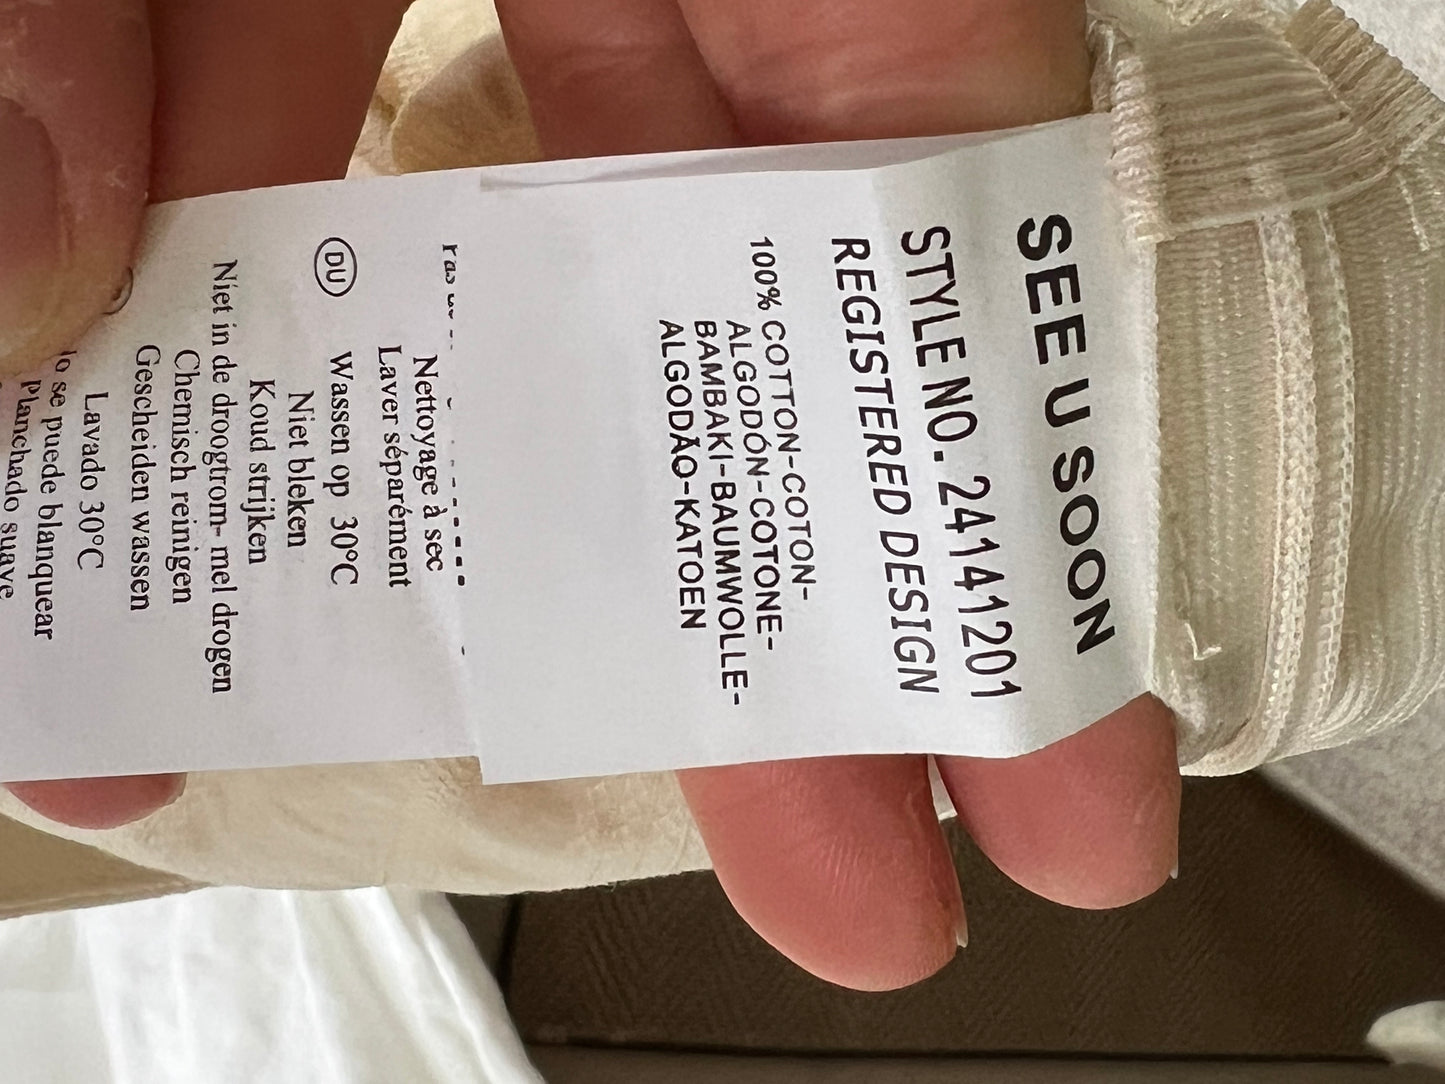 SEE U SOON
STYLE NO. 24141201
REGISTERED DESIGN
100% COTTON-COTON-
ALGODÓN-COTONE-
BAMBAKI-BAUMWOLLE-
ALGODÃO-KATOEN
Nettoyage à sec
Laver séparément
DU Wassen op 30°C
Niet bleken
Koud strijken
Niet in de droogtrom- mel drogen
Chemisch reinigen
Gescheiden wassen
Lavado 30°C
se puede blanquear
Planchado suave